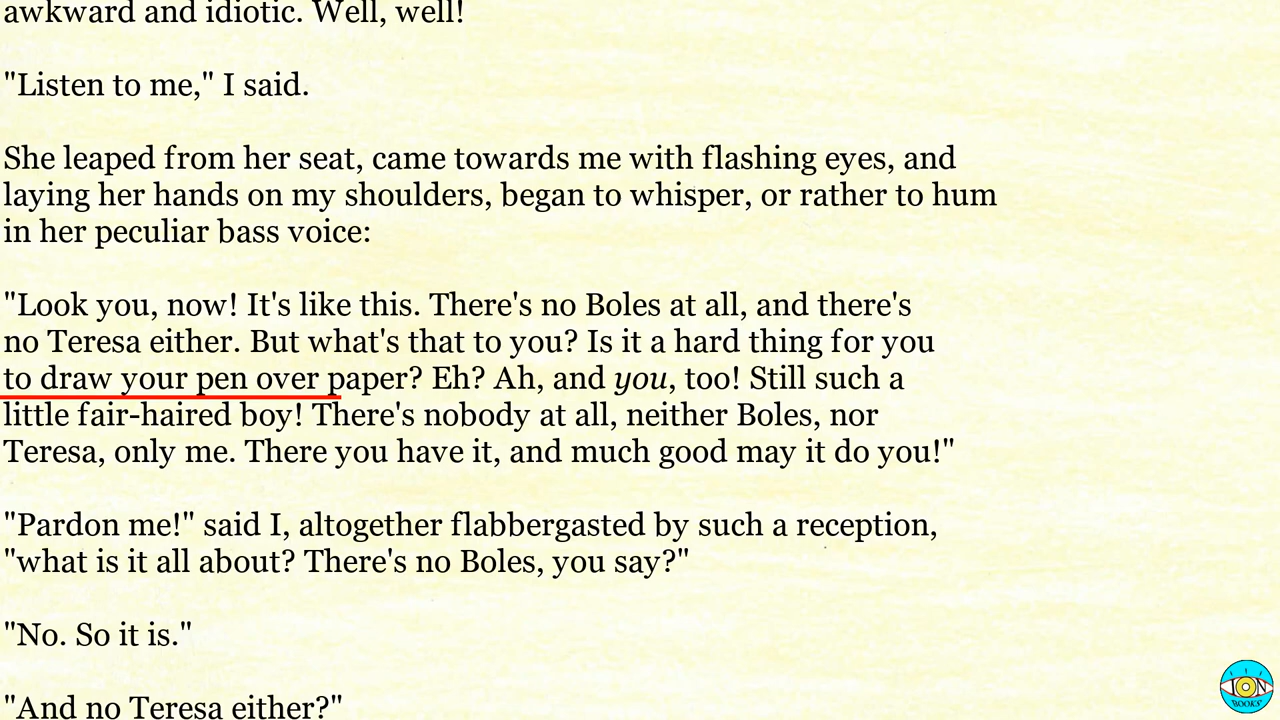 awkward and idiotic. Well, well!
"Listen to me," I said.
She leaped from her seat, came towards me with flashing eyes, and
laying her hands on my shoulders, began to whisper, or rather to hum
in her peculiar bass voice:
"Look you, now! It's like this. There's no Boles at all, and there's
no Teresa either. But what's that to you? Is it a hard thing for you
to draw your pen over paper? Eh? Ah, and you, too! Still such a
little fair-haired boy! There's nobody at all, neither Boles, nor
Teresa, only me. There you have it, and much good may it do you!"
"Pardon me!" said I, altogether flabbergasted by such a reception,
"what is it all about? There's no Boles, you say?"
"No. So it is."
"And no Teresa either?"
ION
BOOKS